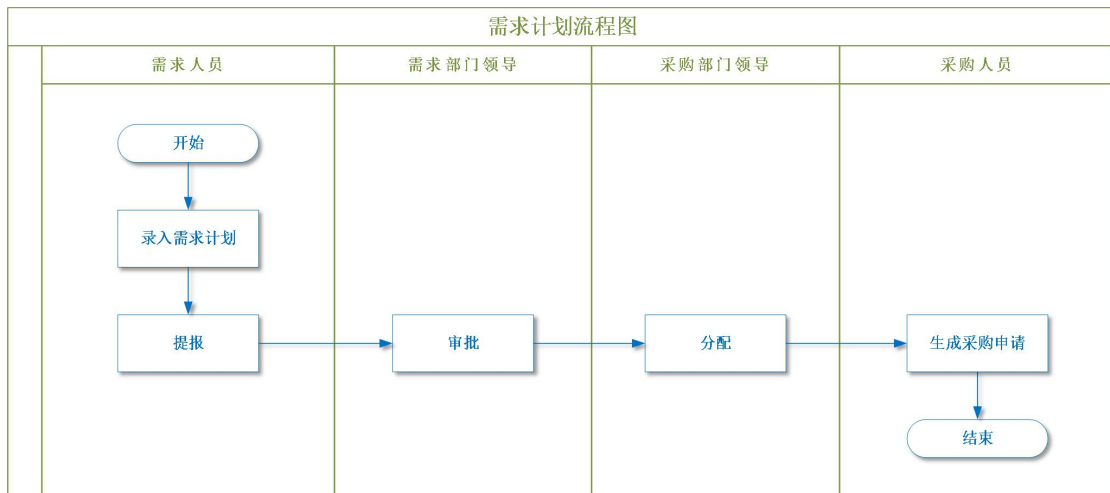 需求计划流程图
需求人员
需求部门领导
采购部门领导
采购人员
开始
录入需求计划
提报
审批
分配
生成采购申请
结束